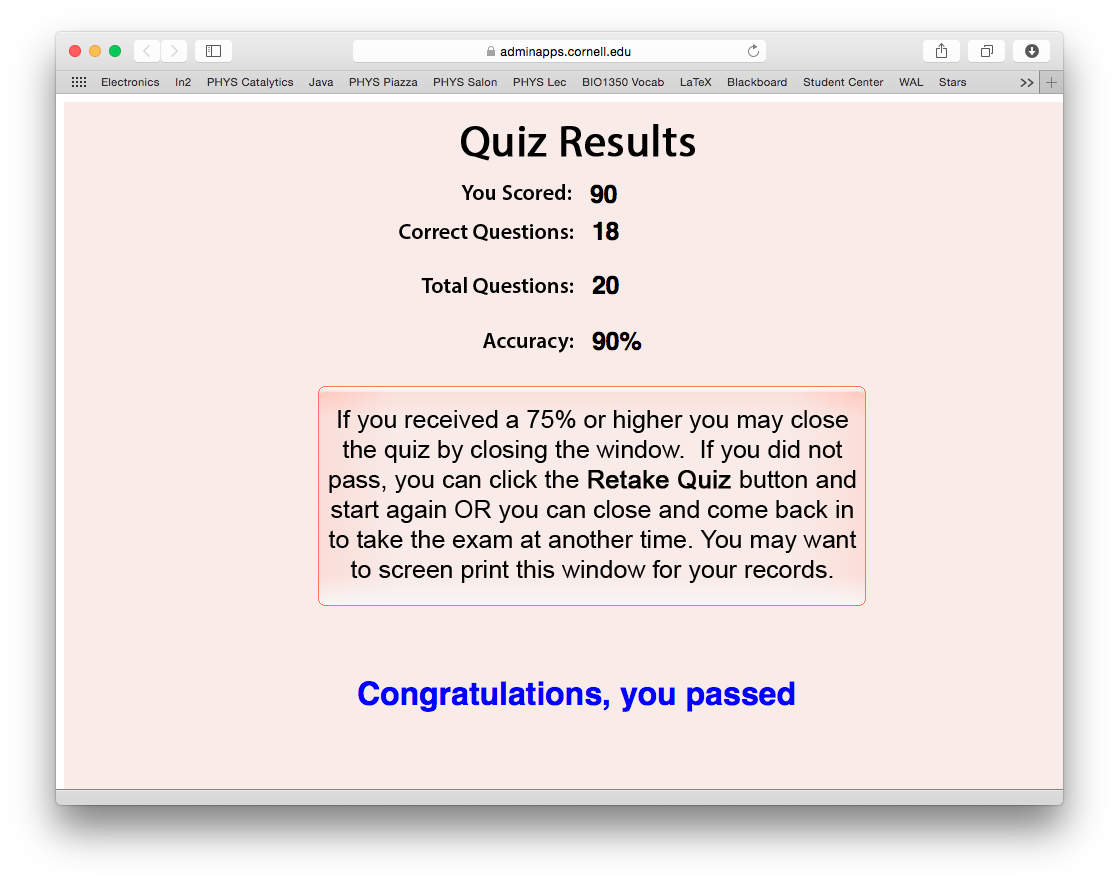 adminapps.cornell.edu
Electronics In2 PHYS Catalytics Java PHYS Piazza PHYS Salon PHYS Lec BIO1350 Vocab LaTeX Blackboard Student Center WAL Stars >>
Quiz Results
You Scored: 90
Correct Questions: 18
Total Questions: 20
Accuracy: 90%
If you received a 75% or higher you may close
the quiz by closing the window.  If you did not
pass, you can click the Retake Quiz button and
start again OR you can close and come back in
to take the exam at another time. You may want
to screen print this window for your records.
Congratulations, you passed